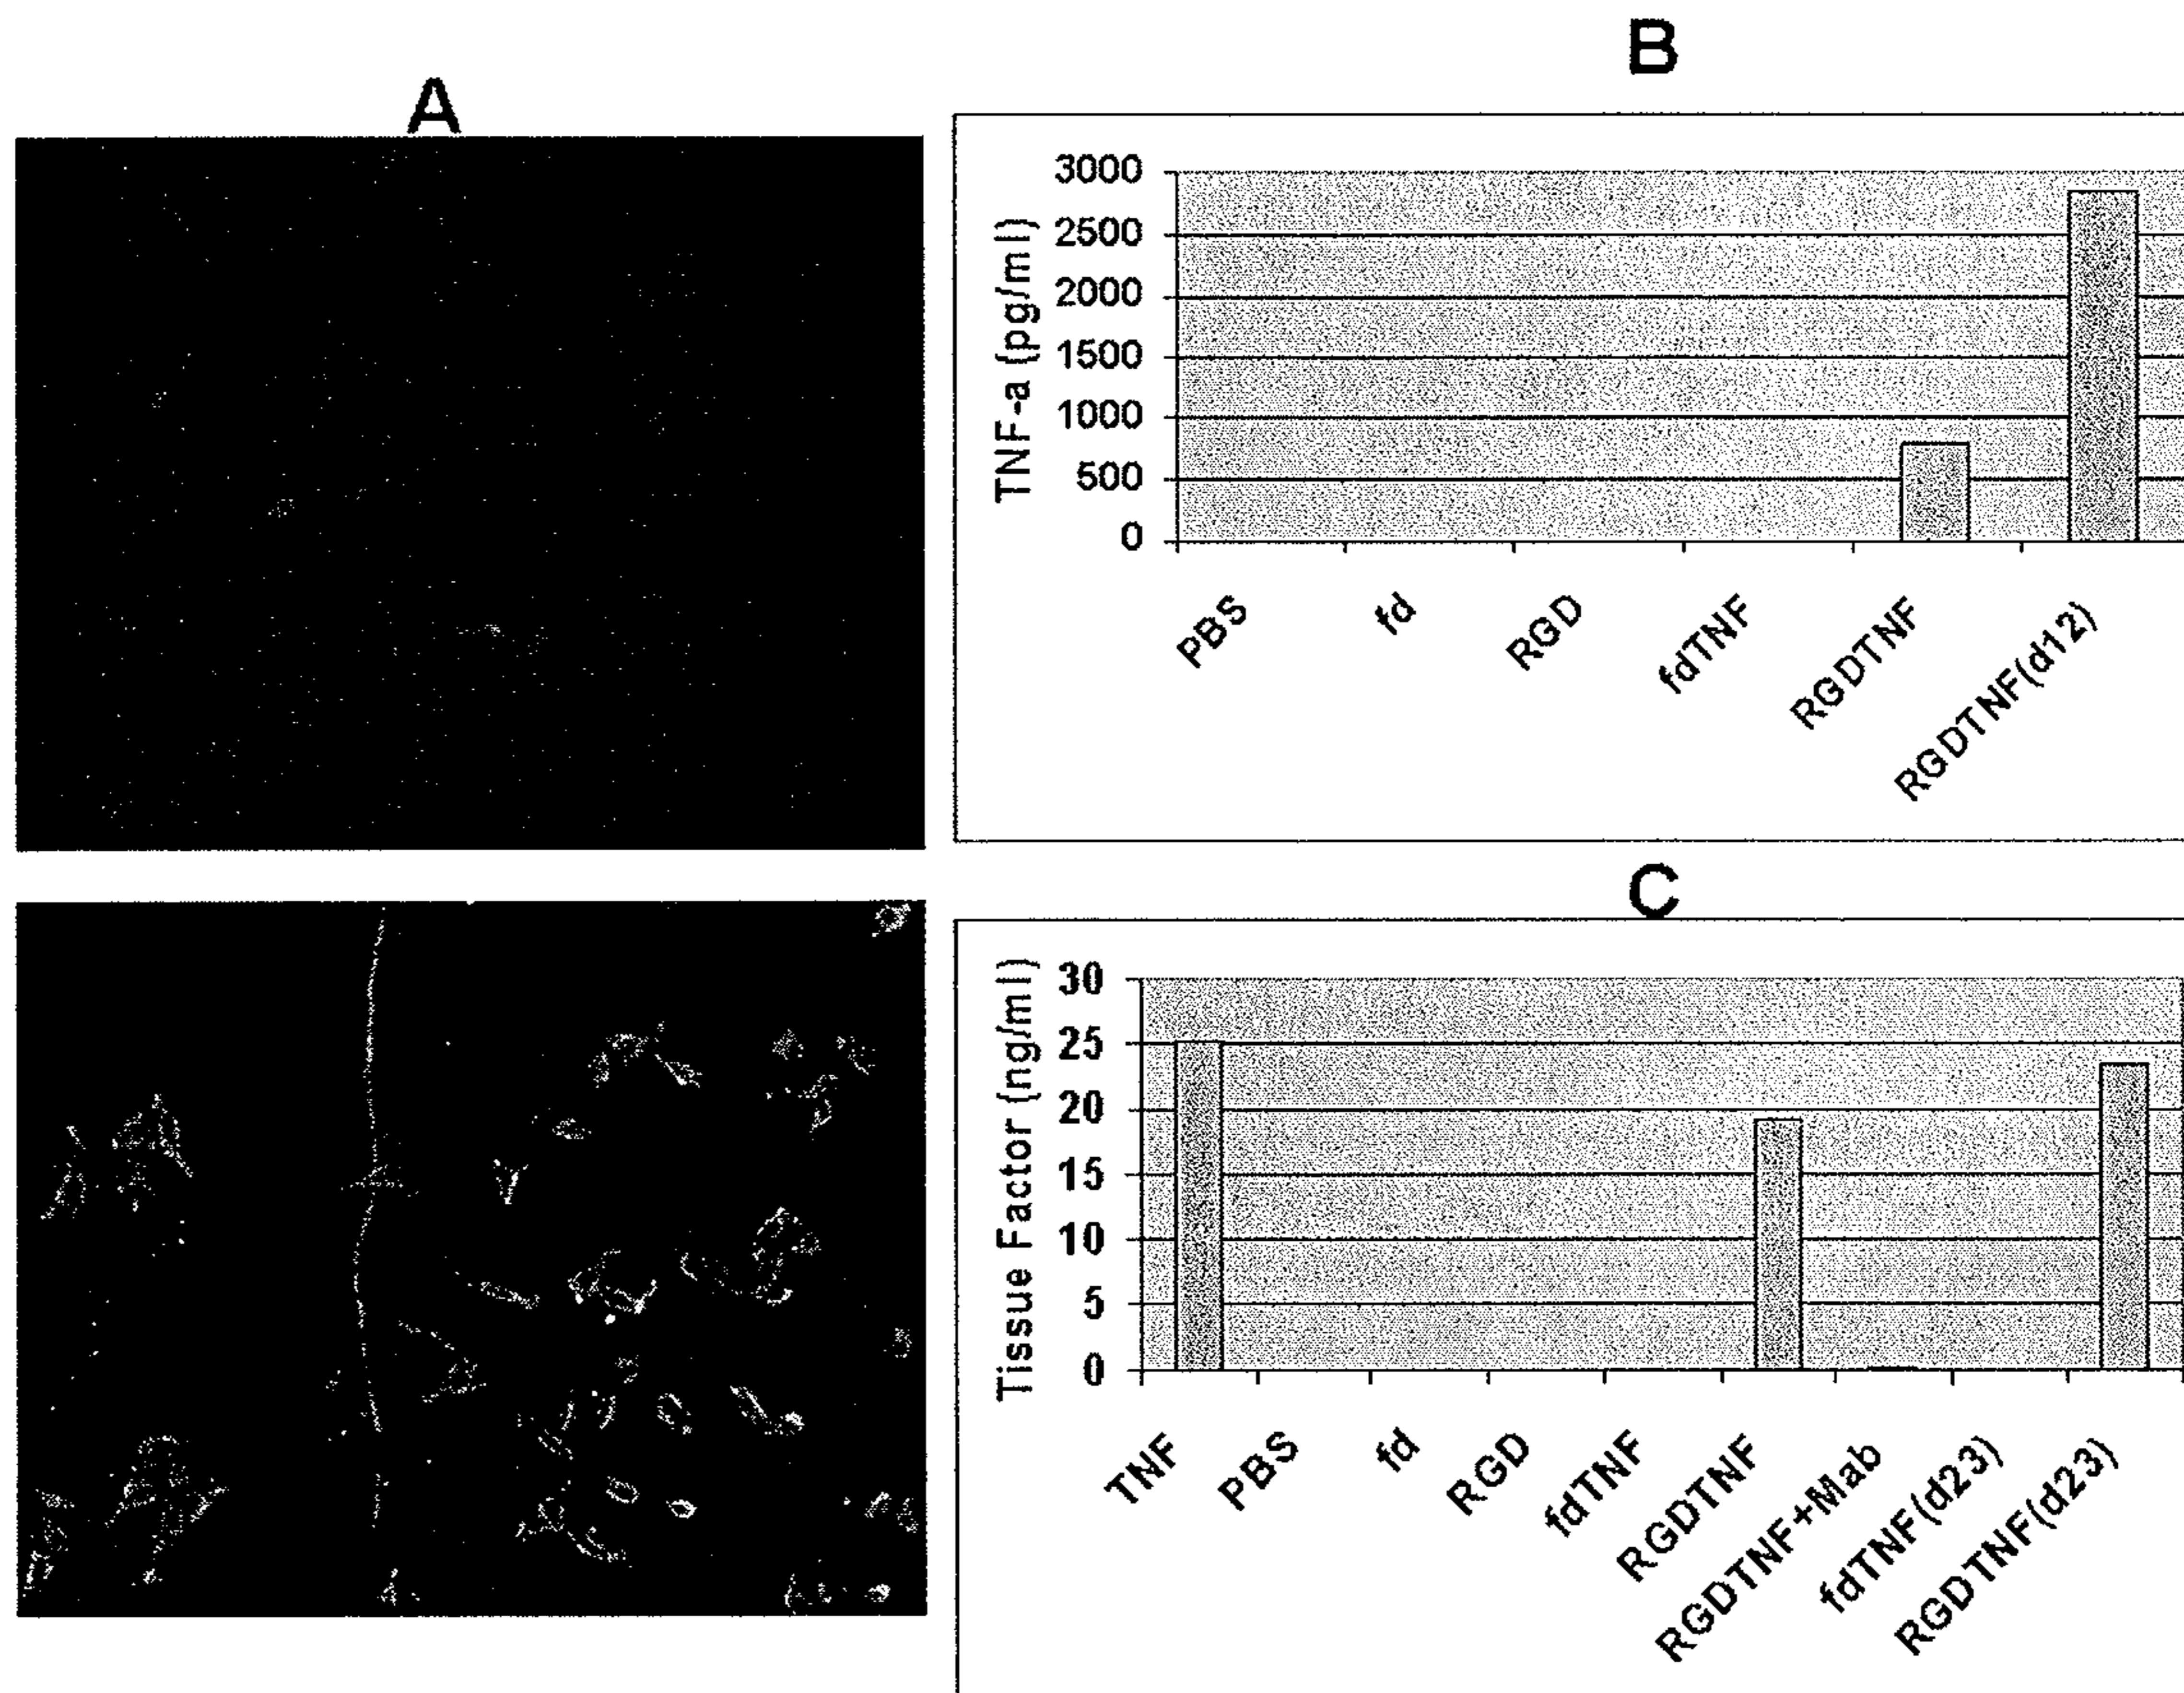 A
B
TNF-a (pg/ml)
3000
2500
2000
1500
1000
500
0
PBS
fd
RGD
fdTNF
RGDTNF
RGDTNF(d12)
C
Tissue Factor (ng/ml)
30
25
20
15
10
5
0
TNF
PBS
fd
RGD
fdTNF
RGDTNF
RGDTNF+Mab
fdTNF(d23)
RGDTNF(d23)